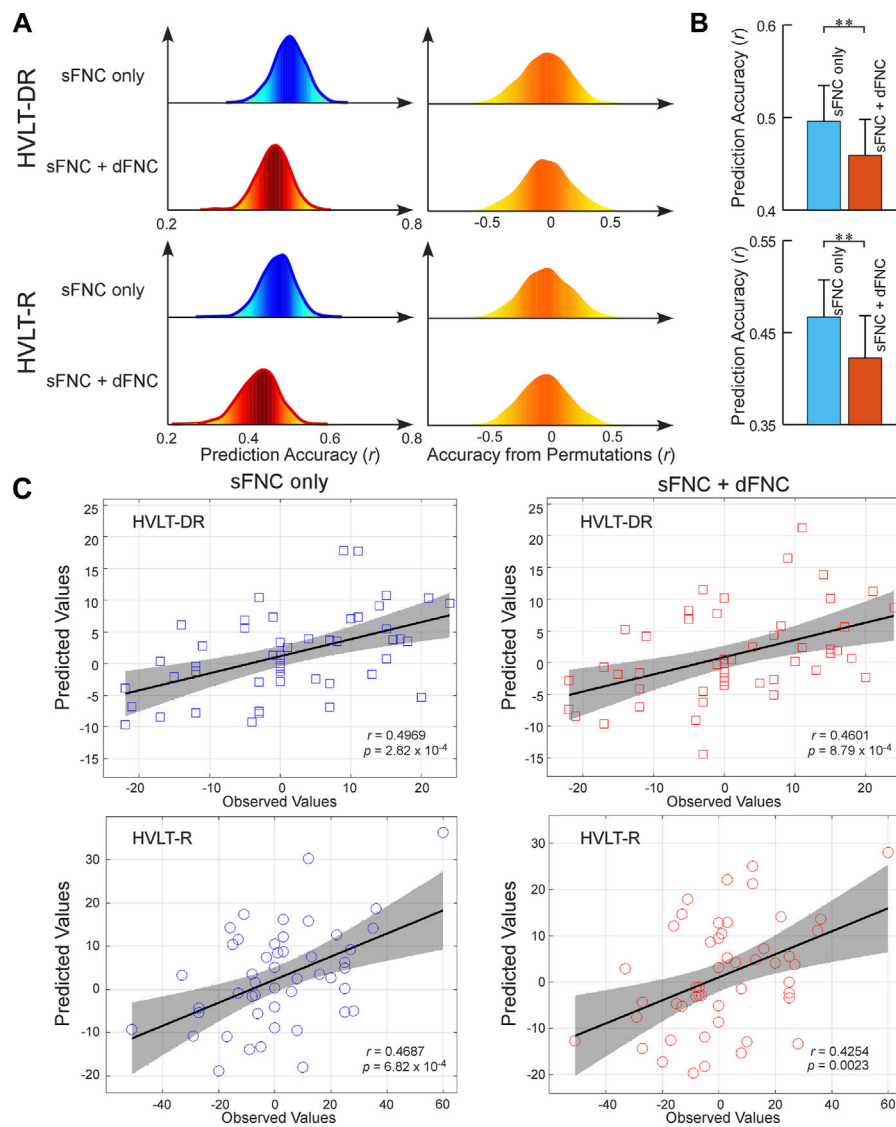 A
HVLT-DR
sFNC only
sFNC + dFNC
0.2
0.8
-0.5
0
0.5
HVLT-R
sFNC only
sFNC + dFNC
0.2
0.4
0.6
0.8
-0.5
0
0.5
Prediction Accuracy (r)
Accuracy from Permutations (r)
B
**
Prediction Accuracy (r)
0.6
0.5
0.4
sFNC only
sFNC + dFNC
**
Prediction Accuracy (r)
0.55
0.45
0.35
sFNC only
sFNC + dFNC
C
sFNC only
HVLT-DR
Predicted Values
25
20
15
10
5
0
-5
-10
-15
r = 0.4969
p = 2.82 x 10-4
-20
-10
0
10
20
Observed Values
sFNC + dFNC
HVLT-DR
Predicted Values
25
20
15
10
5
0
-5
-10
-15
r = 0.4601
p = 8.79 x 10-4
-20
-10
0
10
20
Observed Values
HVLT-R
Predicted Values
30
20
10
0
-10
-20
r = 0.4687
p = 6.82 x 10-4
-40
-20
0
20
40
60
Observed Values
HVLT-R
Predicted Values
30
20
10
0
-10
-20
r = 0.4254
p = 0.0023
-40
-20
0
20
40
60
Observed Values